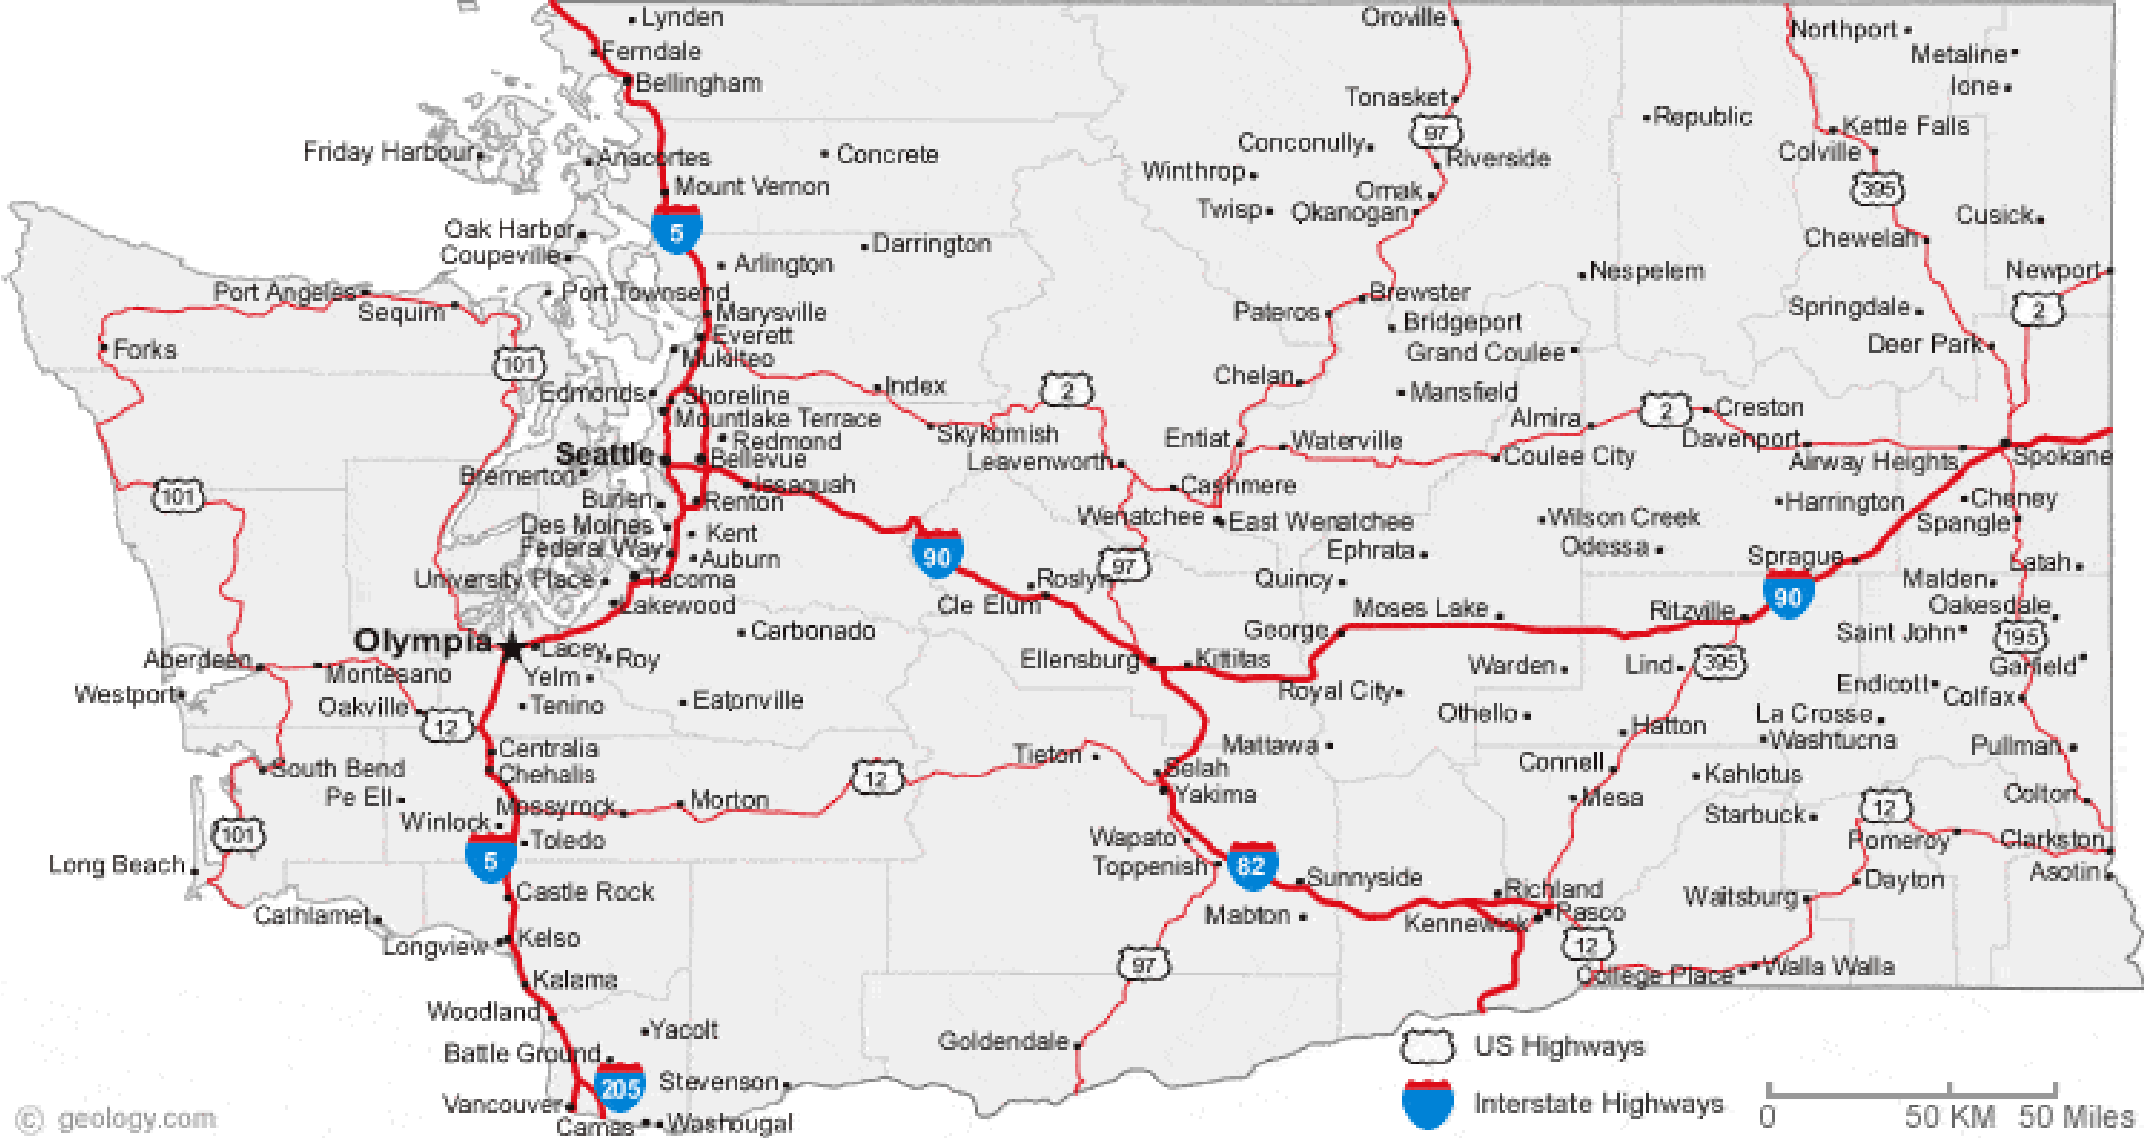 Lynden
Oroville
Northport
Ferndale
Metaline
Bellingham
Ione
Tonasket
Republic
97
Kettle Falls
Conconully
Friday Harbour
Anacortes
Concrete
Riverside
Colville
Winthrop
Mount Vernon
Omak
395
Twisp
Okanogan
Cusick
Oak Harbor
5
Darrington
Chewelah
Coupeville
Arlington
Nespelem
Newport
Port Angeles
Port Townsend
Brewster
Sequim
Marysville
Pateros
Springdale
2
Everett
Bridgeport
Forks
Mukilteo
Grand Coulee
Deer Park
101
Chelan
Edmonds
Shoreline
Index
2
Mansfield
Mountlake Terrace
Almira
2
Creston
Redmond
Skykomish
Entiat
Waterville
Davenport
Seattle
Bellevue
Leavenworth
Coulee City
Airway Heights
Spokane
Bremerton
Issaquah
Cashmere
101
Burien
Renton
Harrington
Cheney
Des Moines
Kent
Wenatchee
East Wenatchee
Wilson Creek
Spangle
Federal Way
Auburn
90
Ephrata
Odessa
Sprague
Latah
University Place
Tacoma
Roslyn
97
Quincy
Malden
Lakewood
Cle Elum
Moses Lake
Ritzville
90
Oakesdale
Olympia
Carbonado
George
Saint John
195
Lacey
Roy
Ellensburg
Kittitas
Warden
Lind
395
Garfield
Aberdeen
Montesano
Yelm
Westport
Royal City
Endicott
Colfax
Oakville
12
Tenino
Eatonville
Othello
Hatton
La Crosse
Centralia
Tieton
Mattawa
Washtucna
Pullman
South Bend
Chehalis
12
Selah
Connell
Kahlotus
Pe Ell
Mossyrock
Morton
Yakima
Mesa
Starbuck
12
Colton
Winlock
101
Toledo
Wapato
Pomeroy
Clarkston
Long Beach
5
Toppenish
82
Sunnyside
Richland
Dayton
Asotin
Castle Rock
Waitsburg
Cathlamet
Mabton
Kennewick
Pasco
Longview
Kelso
97
12
Kalama
College Place
Walla Walla
Woodland
Yacolt
Goldendale
US Highways
Battle Ground
205
Stevenson
Interstate Highways
Vancouver
0 50 KM 50 Miles
Camas
Washougal
© geology.com